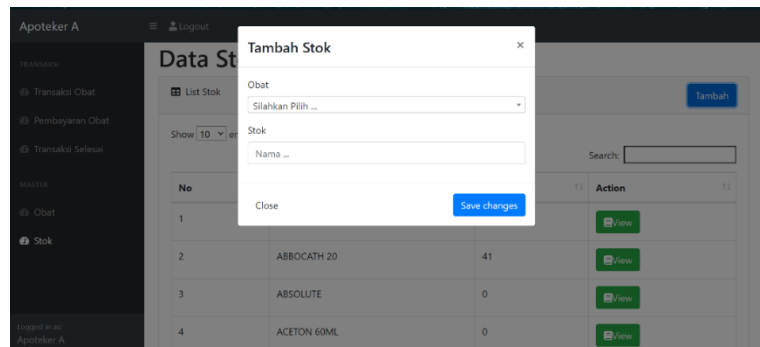 Apoteker A
Logout
TRANSAKSI
Transaksi Obat
Pembayaran Obat
Transaksi Selesai
MASTER
Obat
Stok
Logged in as:
Apoteker A
Data St
List Stok
Tambah
Show 10 en
Search:
No Action
1 View
2 ABBOCATH 20 41 View
3 ABSOLUTE 0 View
4 ACETON 60ML 0 View
Tambah Stok ×
Obat
Silahkan Pilih ...
Stok
Nama ...
Close Save changes